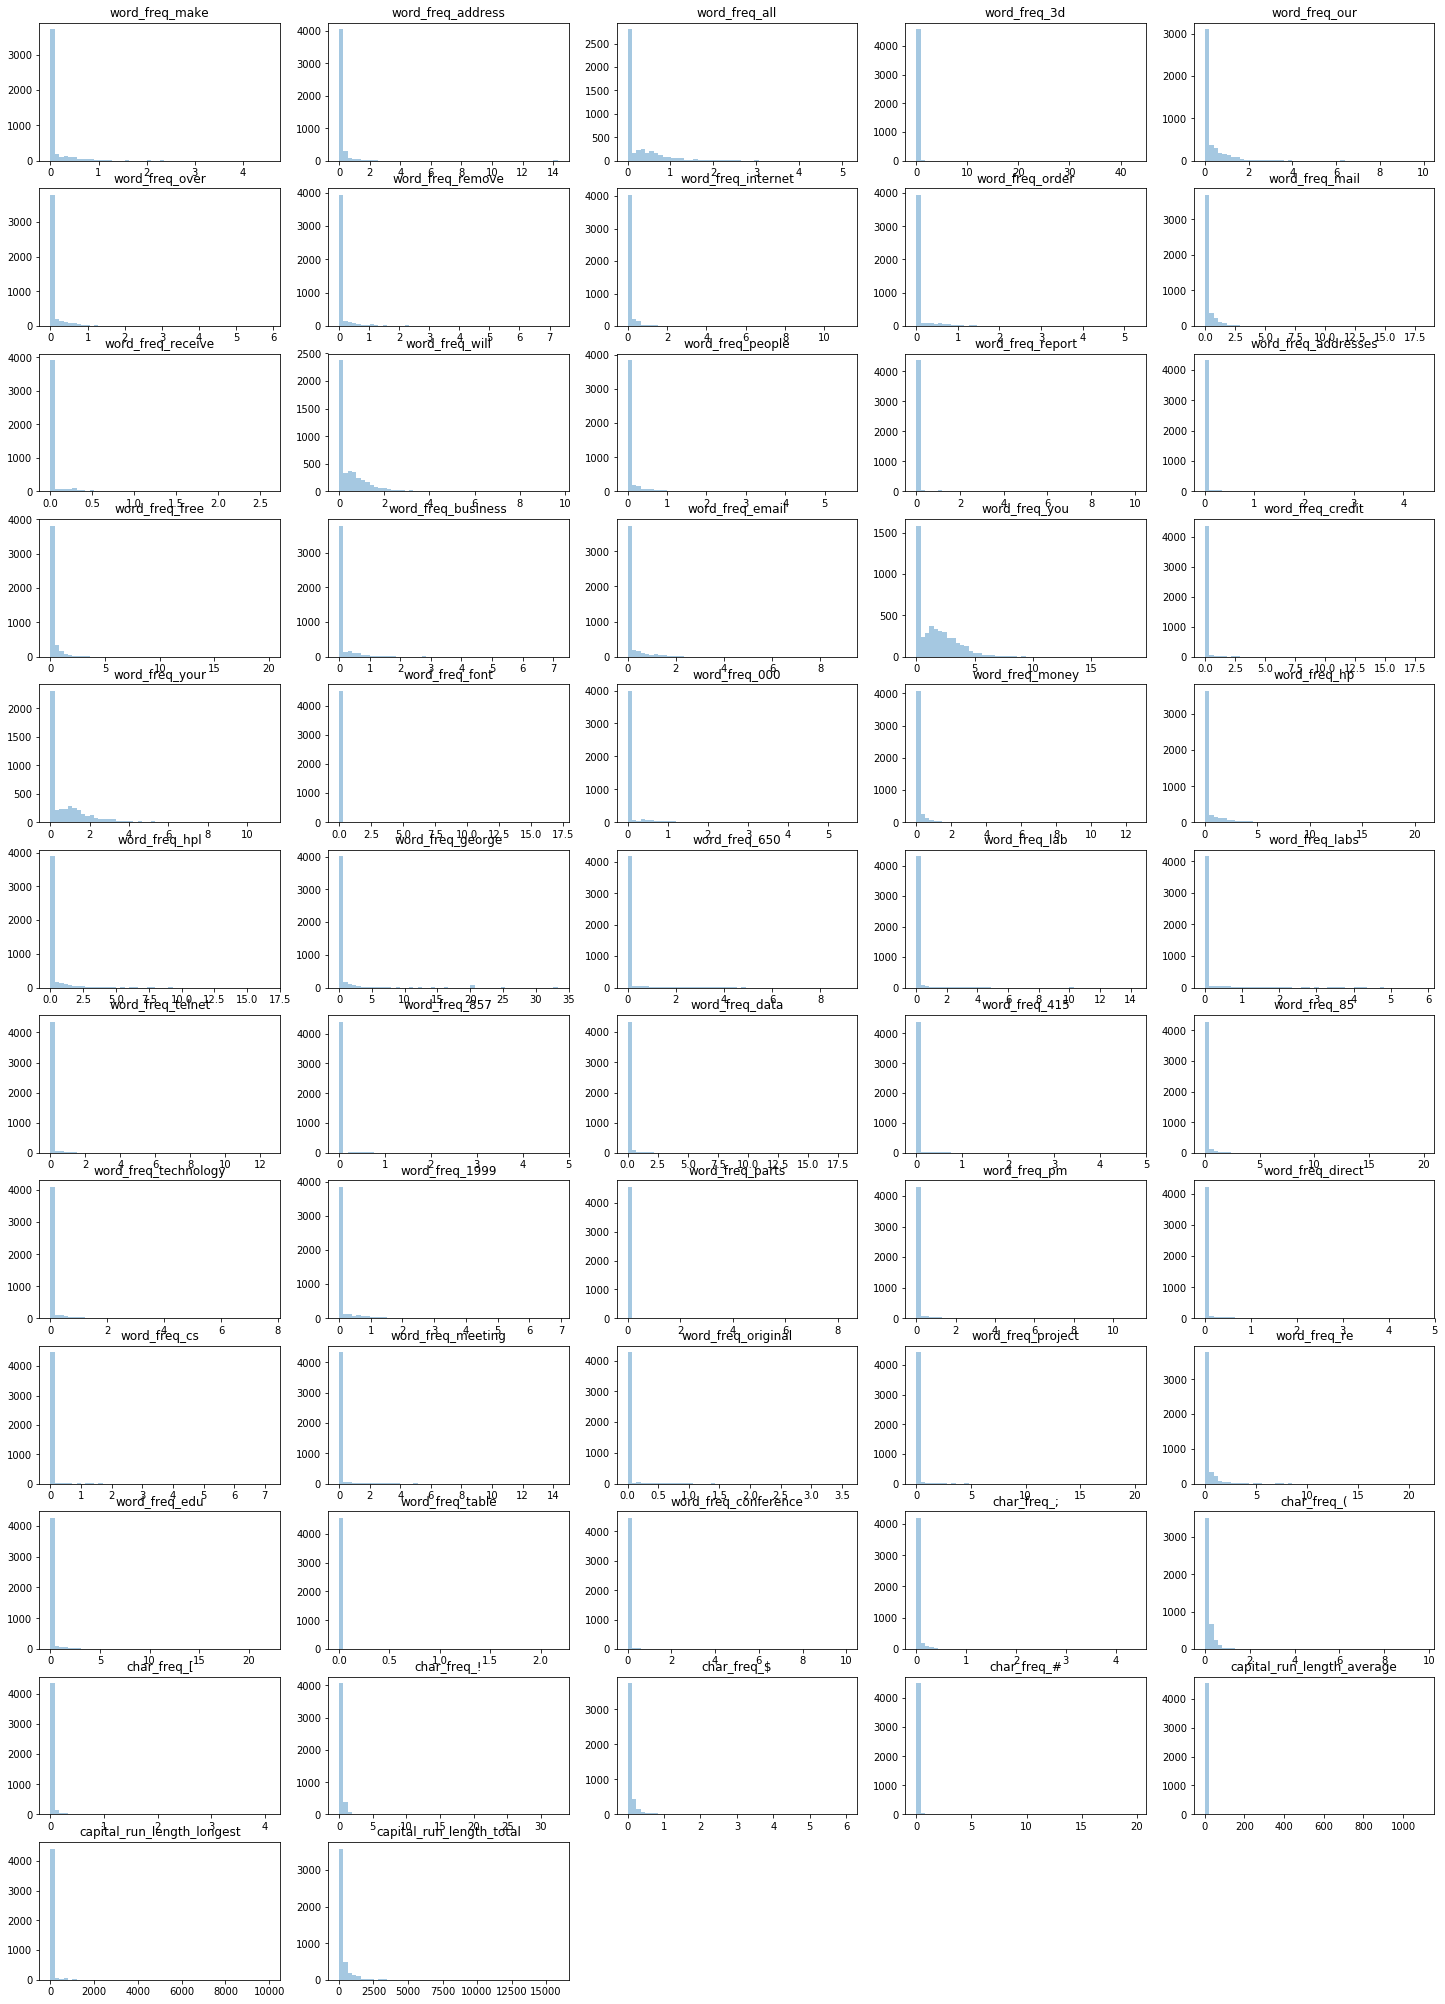 word_freq_make
3000
2000
1000
0
0 1 2 3 4
word_freq_address
4000
3000
2000
1000
0
0 2 4 6 8 10 12 14
word_freq_all
2500
2000
1500
1000
500
0
0 1 2 3 4 5
word_freq_3d
4000
3000
2000
1000
0
0 10 20 30 40
word_freq_our
3000
2000
1000
0
0 2 4 6 8 10
word_freq_over
3000
2000
1000
0
0 1 2 3 4 5 6
word_freq_remove
4000
3000
2000
1000
0
0 1 2 3 4 5 6 7
word_freq_internet
4000
3000
2000
1000
0
0 2 4 6 8 10
word_freq_order
4000
3000
2000
1000
0
0 1 2 3 4 5
word_freq_mail
3000
2000
1000
0
0.0 2.5 5.0 7.5 10.0 12.5 15.0 17.5
word_freq_receive
4000
3000
2000
1000
0
0.0 0.5 1.0 1.5 2.0 2.5
word_freq_will
2500
2000
1500
1000
500
0
0 2 4 6 8 10
word_freq_people
4000
3000
2000
1000
0
0 1 2 3 4 5
word_freq_report
4000
3000
2000
1000
0
0 2 4 6 8 10
word_freq_addresses
4000
3000
2000
1000
0
0 1 2 3 4
word_freq_free
4000
3000
2000
1000
0
0 5 10 15 20
word_freq_business
3000
2000
1000
0
0 1 2 3 4 5 6 7
word_freq_email
3000
2000
1000
0
0 2 4 6 8
word_freq_you
1500
1000
500
0
0 5 10 15
word_freq_credit
4000
3000
2000
1000
0
0.0 2.5 5.0 7.5 10.0 12.5 15.0 17.5
word_freq_your
2000
1500
1000
500
0
0 2 4 6 8 10
word_freq_font
4000
3000
2000
1000
0
0.0 2.5 5.0 7.5 10.0 12.5 15.0 17.5
word_freq_000
4000
3000
2000
1000
0
0 1 2 3 4 5
word_freq_money
4000
3000
2000
1000
0
0 2 4 6 8 10 12
word_freq_hp
3000
2000
1000
0
0 5 10 15 20
word_freq_hpl
4000
3000
2000
1000
0
0.0 2.5 5.0 7.5 10.0 12.5 15.0 17.5
word_freq_george
4000
3000
2000
1000
0
0 5 10 15 20 25 30 35
word_freq_650
4000
3000
2000
1000
0
0 2 4 6 8
word_freq_lab
4000
3000
2000
1000
0
0 2 4 6 8 10 12 14
word_freq_labs
4000
3000
2000
1000
0
0 1 2 3 4 5 6
word_freq_telnet
4000
3000
2000
1000
0
0 2 4 6 8 10 12
word_freq_857
4000
3000
2000
1000
0
0 1 2 3 4 5
word_freq_data
4000
3000
2000
1000
0
0.0 2.5 5.0 7.5 10.0 12.5 15.0 17.5
word_freq_415
4000
3000
2000
1000
0
0 1 2 3 4 5
word_freq_85
4000
3000
2000
1000
0
0 5 10 15 20
word_freq_technology
4000
3000
2000
1000
0
0 2 4 6 8
word_freq_1999
4000
3000
2000
1000
0
0 1 2 3 4 5 6 7
word_freq_parts
4000
3000
2000
1000
0
0 2 4 6 8
word_freq_pm
4000
3000
2000
1000
0
0 2 4 6 8 10
word_freq_direct
4000
3000
2000
1000
0
0 1 2 3 4 5
word_freq_cs
4000
3000
2000
1000
0
0 1 2 3 4 5 6 7
word_freq_meeting
4000
3000
2000
1000
0
0 2 4 6 8 10 12 14
word_freq_original
4000
3000
2000
1000
0
0.0 0.5 1.0 1.5 2.0 2.5 3.0 3.5
word_freq_project
4000
3000
2000
1000
0
0 5 10 15 20
word_freq_re
3000
2000
1000
0
0 5 10 15 20
word_freq_edu
4000
3000
2000
1000
0
0 5 10 15 20
word_freq_table
4000
3000
2000
1000
0
0.0 0.5 1.0 1.5 2.0
word_freq_conference
4000
3000
2000
1000
0
0 2 4 6 8 10
char_freq_;
4000
3000
2000
1000
0
0 1 2 3 4
char_freq_(
3000
2000
1000
0
0 2 4 6 8 10
char_freq_[
4000
3000
2000
1000
0
0 1 2 3 4
char_freq_!
4000
3000
2000
1000
0
0 5 10 15 20 25 30
char_freq_$
3000
2000
1000
0
0 1 2 3 4 5 6
char_freq_#
4000
3000
2000
1000
0
0 5 10 15 20
capital_run_length_average
4000
3000
2000
1000
0
0 200 400 600 800 1000
capital_run_length_longest
4000
3000
2000
1000
0
0 2000 4000 6000 8000 10000
capital_run_length_total
3000
2000
1000
0
0 2500 5000 7500 10000 12500 15000